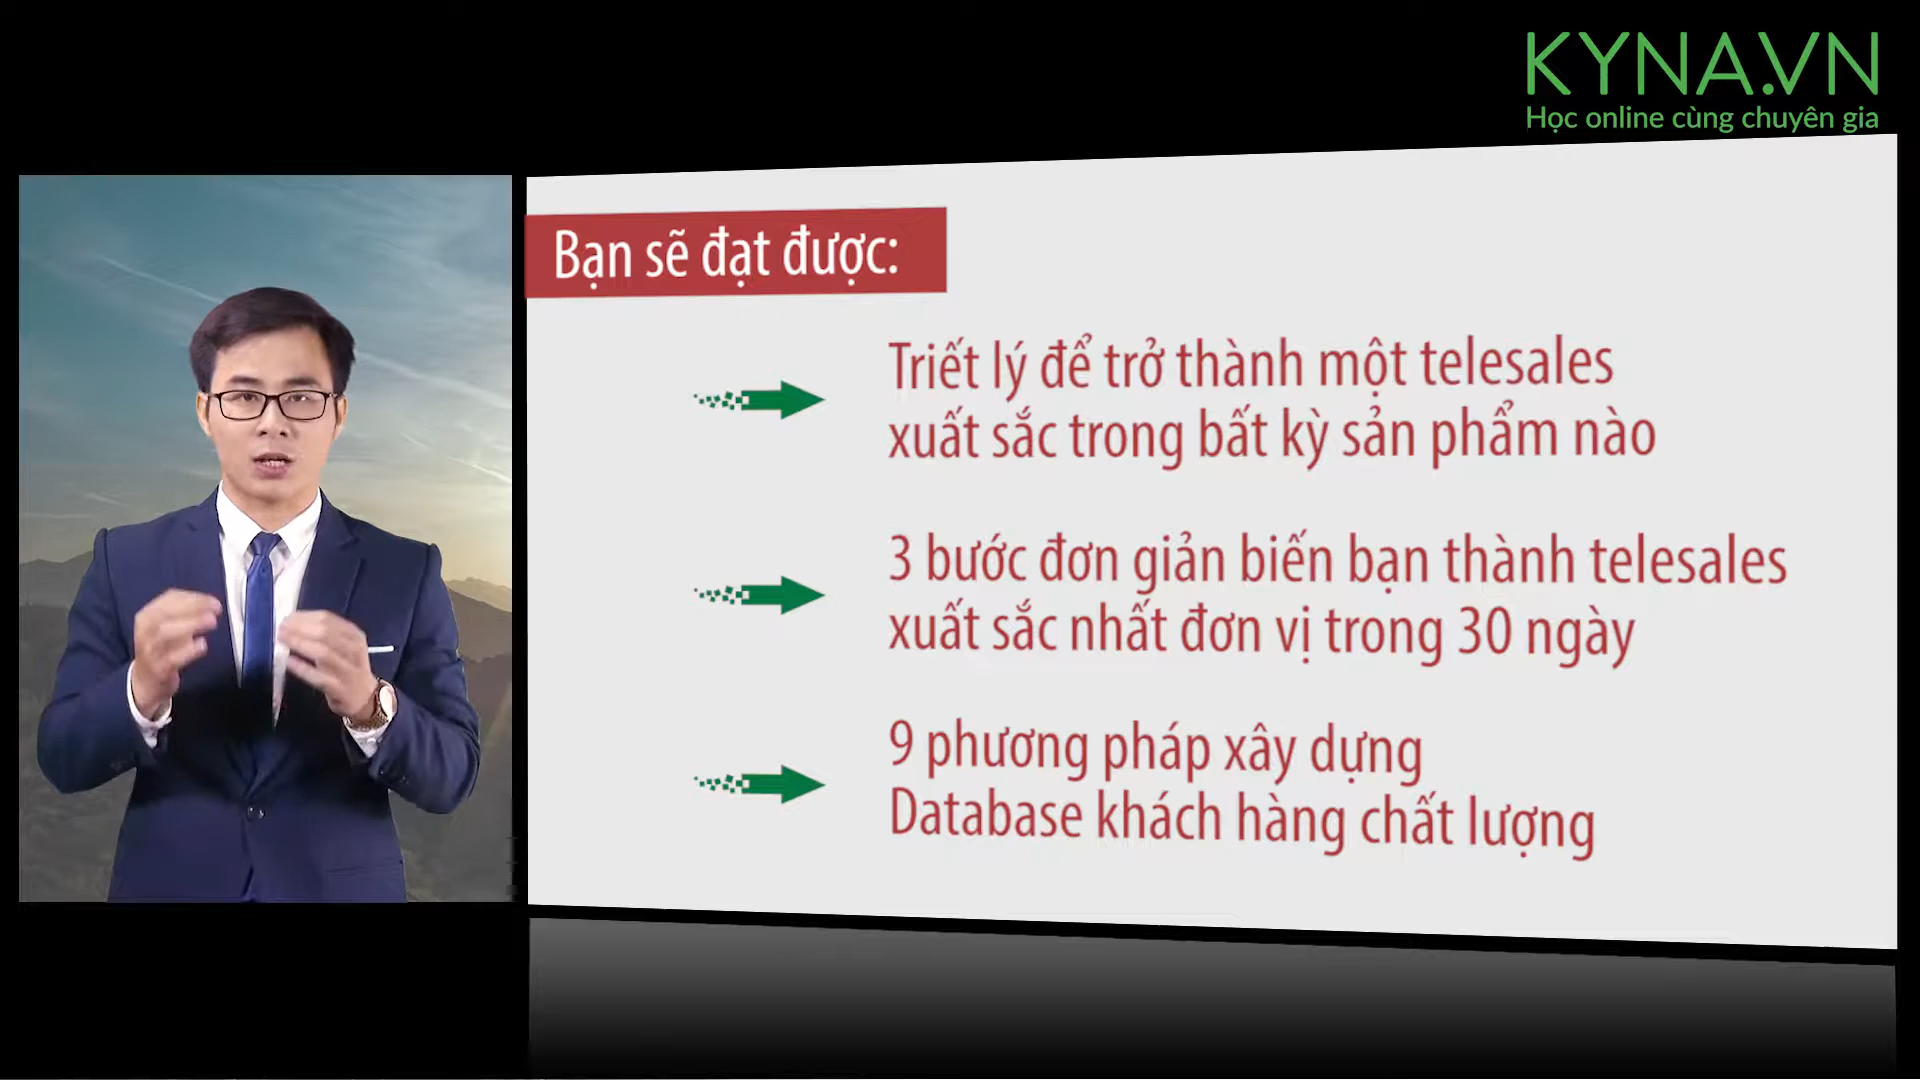 KYNA.VN
Học online cùng chuyên gia
Bạn sẽ đạt được:
Triết lý để trở thành một telesales
xuất sắc trong bất kỳ sản phẩm nào
3 bước đơn giản biến bạn thành telesales
xuất sắc nhất đơn vị trong 30 ngày
9 phương pháp xây dựng
Database khách hàng chất lượng